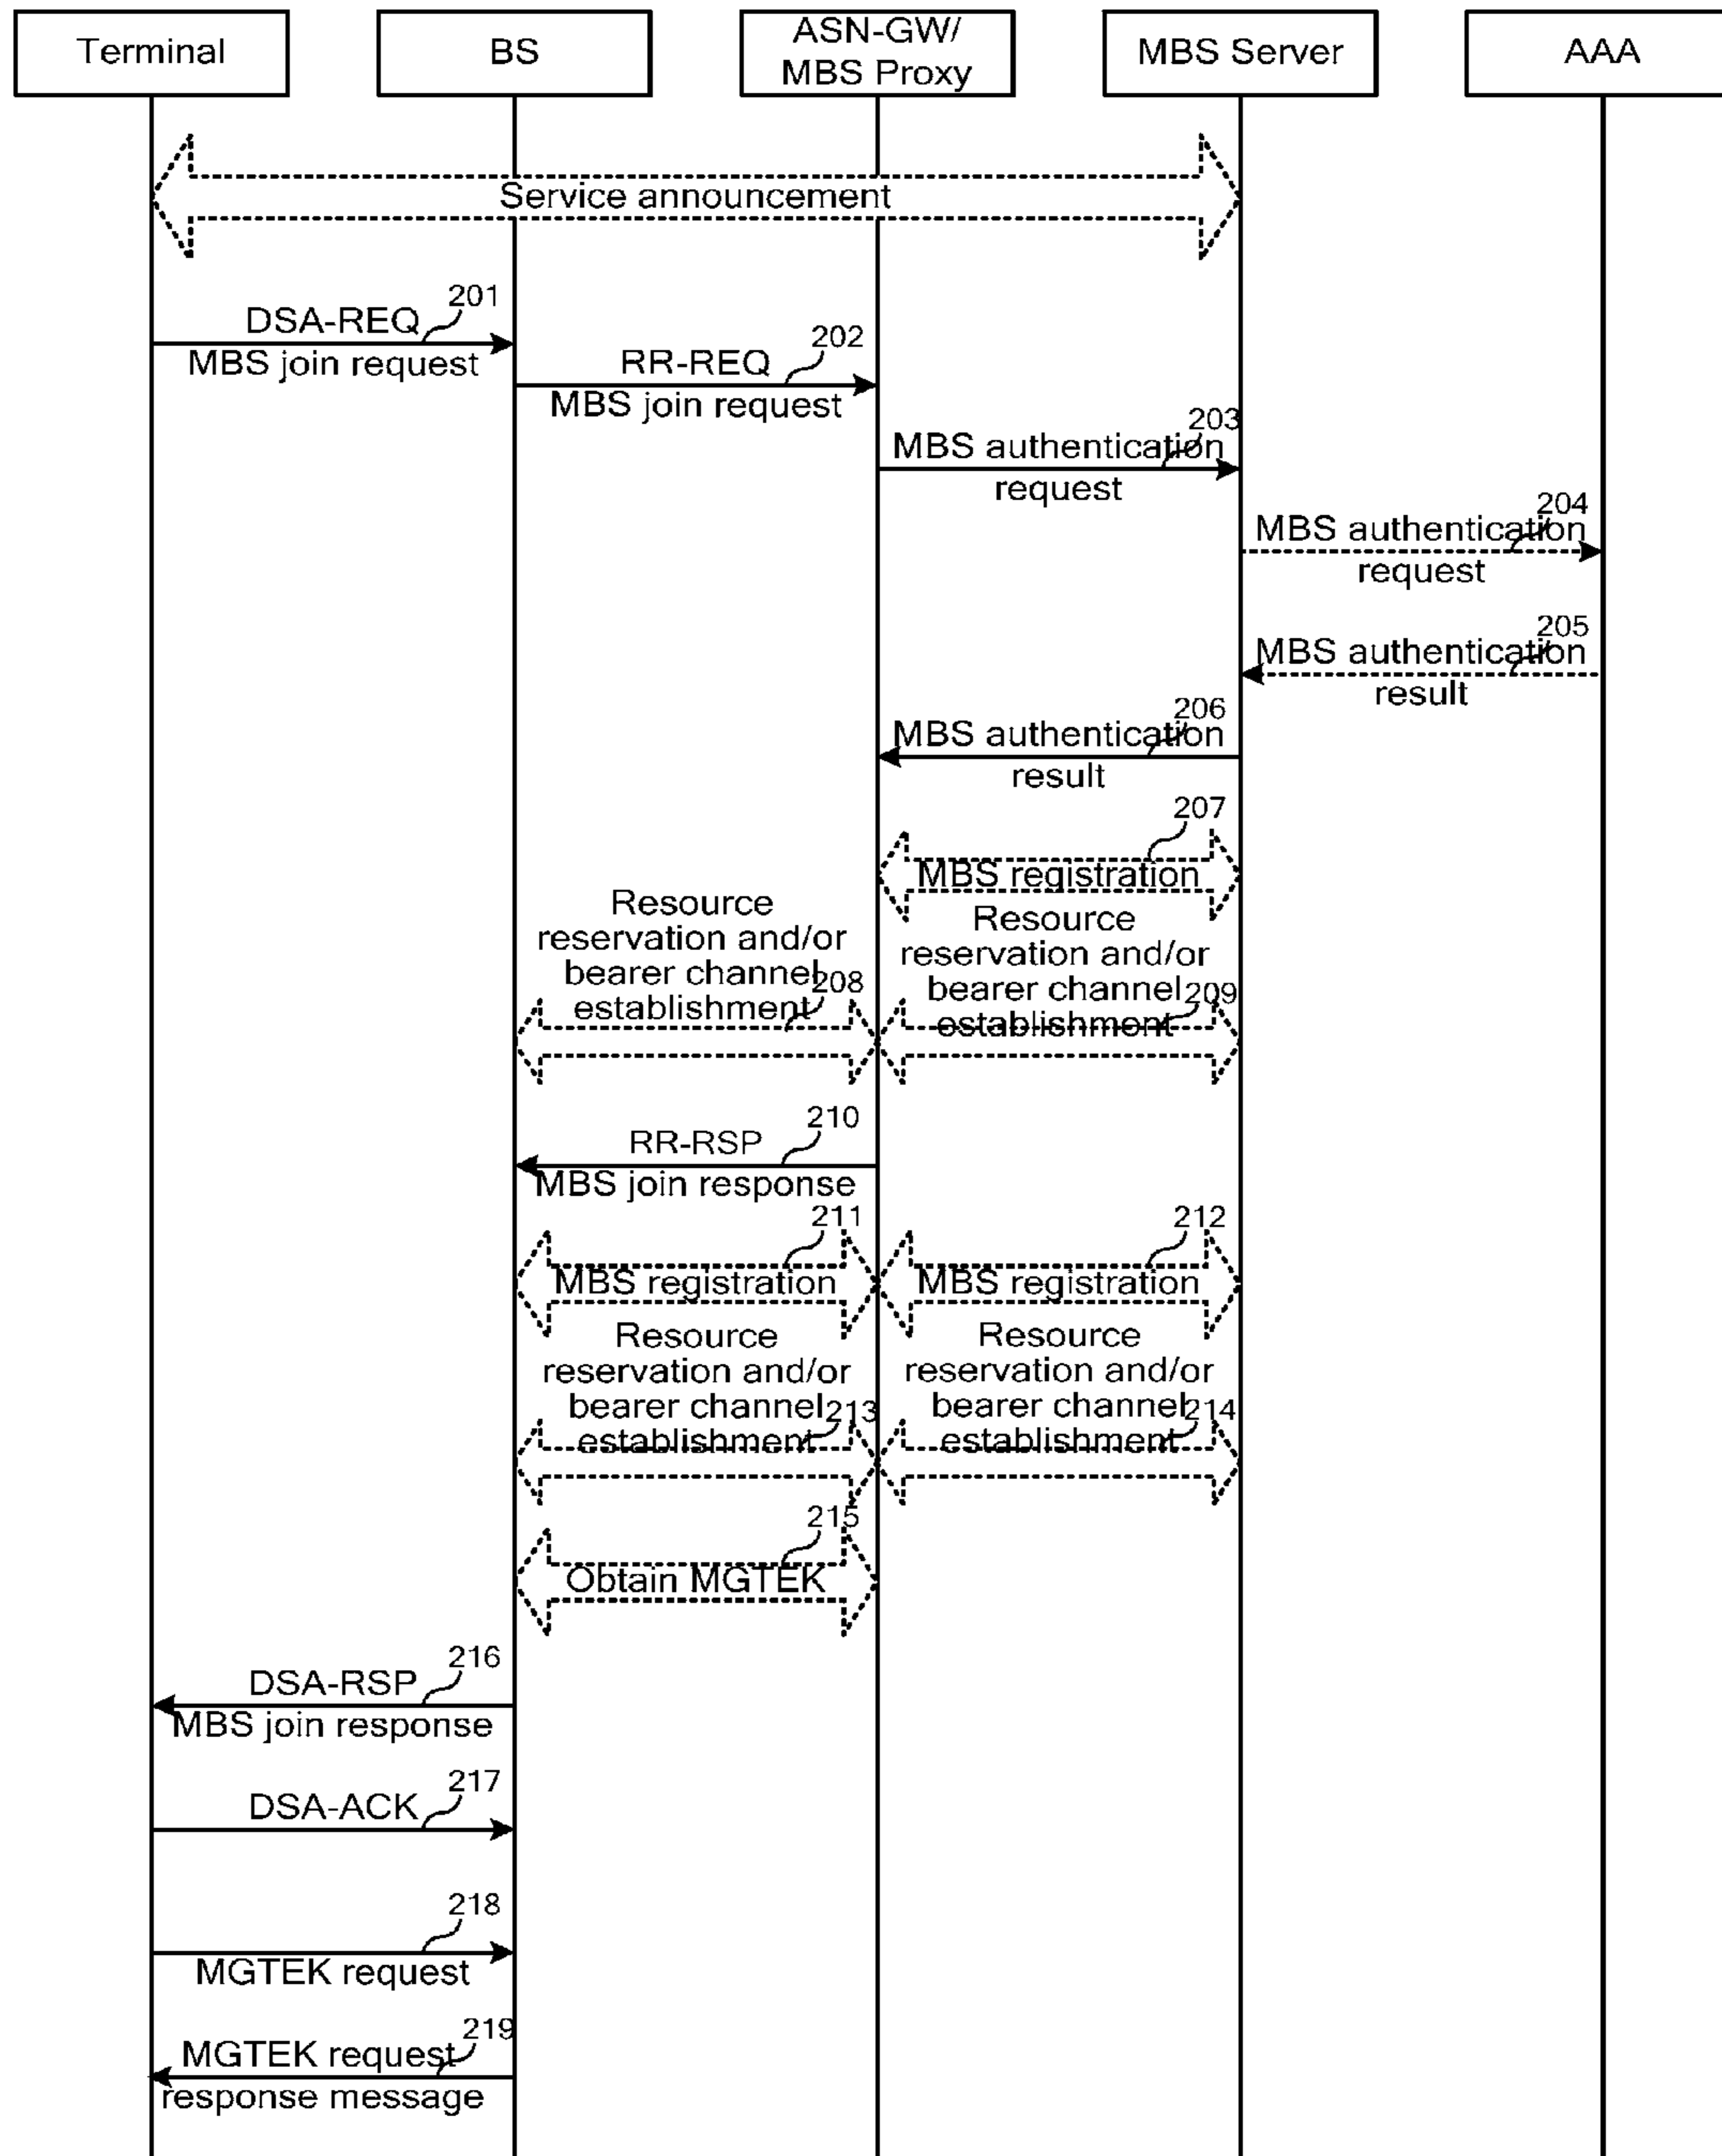 Terminal
BS
ASN-GW/
MBS Proxy
MBS Server
AAA
Service announcement
201
DSA-REQ
MBS join request
202
RR-REQ
MBS join request
203
MBS authentication
request
204
MBS authentication
request
205
MBS authentication
result
206
MBS authentication
result
207
MBS registration
Resource
reservation and/or
bearer channel
establishment
208
Resource
reservation and/or
bearer channel
establishment
209
210
RR-RSP
MBS join response
211
MBS registration
212
MBS registration
Resource
reservation and/or
bearer channel
establishment
213
Resource
reservation and/or
bearer channel
establishment
214
215
Obtain MGTEK
216
DSA-RSP
MBS join response
217
DSA-ACK
218
MGTEK request
219
MGTEK request
response message